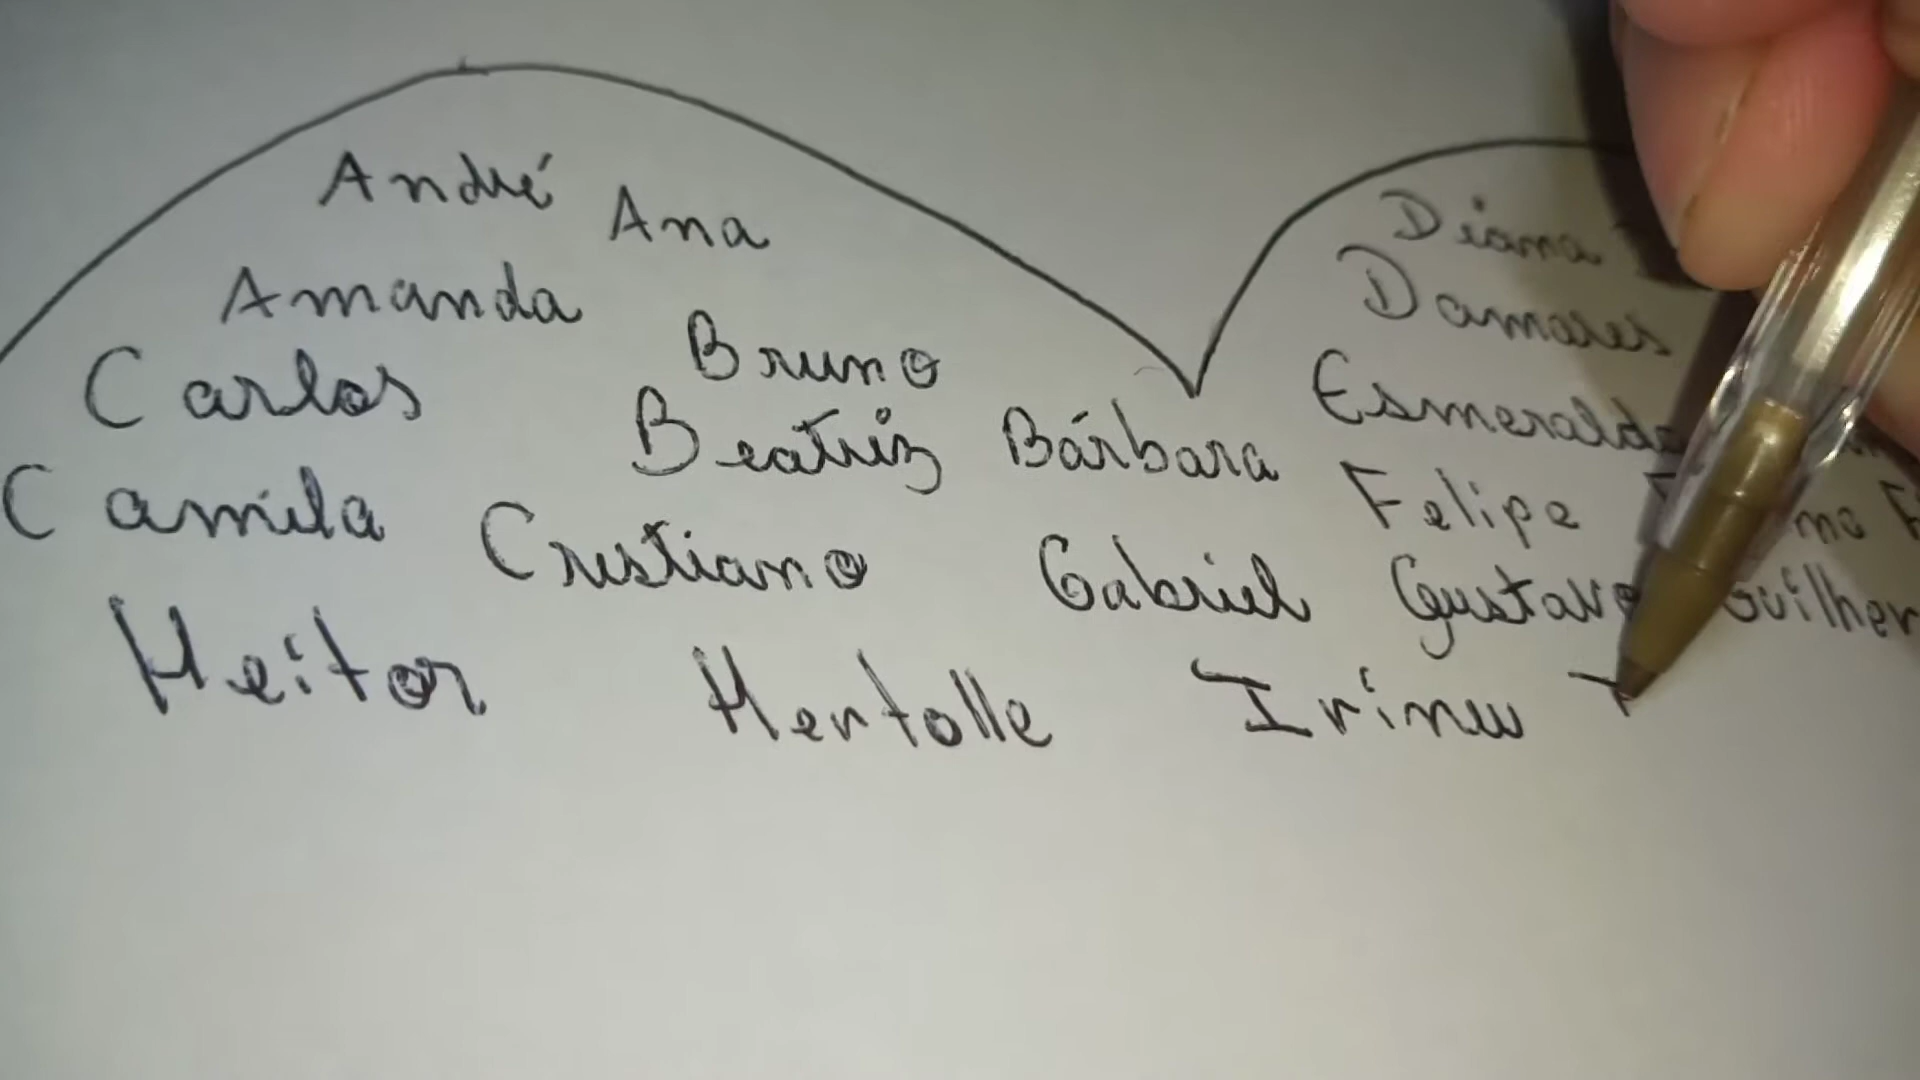 André Ana
Diana
Amanda
Damares
Bruno
Carlos
Esmeralda
Beatriz Bárbara
Camila
Felipe
Cristiano
Gabriel Gustavo
Heitor
Hertolle Irineu